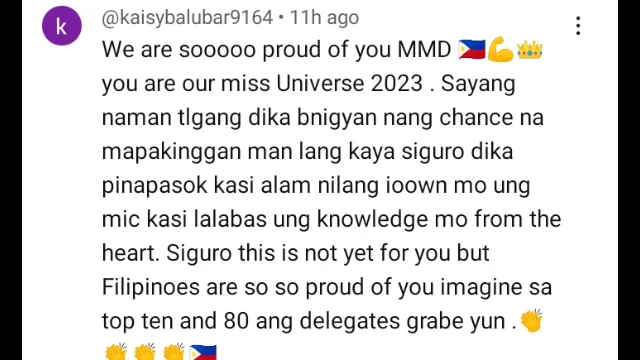 k
@kaisybalubar9164 • 11h ago
We are sooooo proud of you MMD 🇵🇭💪👑
you are our miss Universe 2023 . Sayang
naman tlgang dika bnigyan nang chance na
mapakinggan man lang kaya siguro dika
pinapasok kasi alam nilang ioown mo ung
mic kasi lalabas ung knowledge mo from the
heart. Siguro this is not yet for you but
Filipinoes are so so proud of you imagine sa
top ten and 80 ang delegates grabe yun .👏
👏👏👏🇵🇭